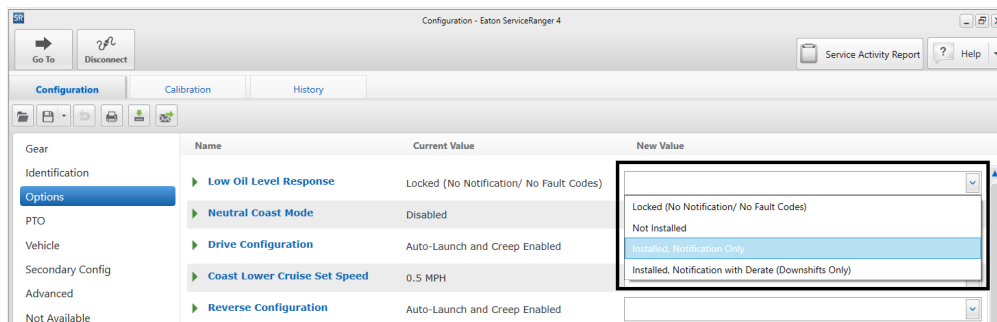 SR
Configuration - Eaton ServiceRanger 4
Go To
Disconnect
Service Activity Report
? Help
Configuration
Calibration
History
Name
Current Value
New Value
Gear
Identification
Options
PTO
Vehicle
Secondary Config
Advanced
Not Available
Low Oil Level Response
Locked (No Notification/ No Fault Codes)
Neutral Coast Mode
Disabled
Drive Configuration
Auto-Launch and Creep Enabled
Coast Lower Cruise Set Speed
0.5 MPH
Reverse Configuration
Auto-Launch and Creep Enabled
Locked (No Notification/ No Fault Codes)
Not Installed
Installed, Notification Only
Installed, Notification with Derate (Downshifts Only)